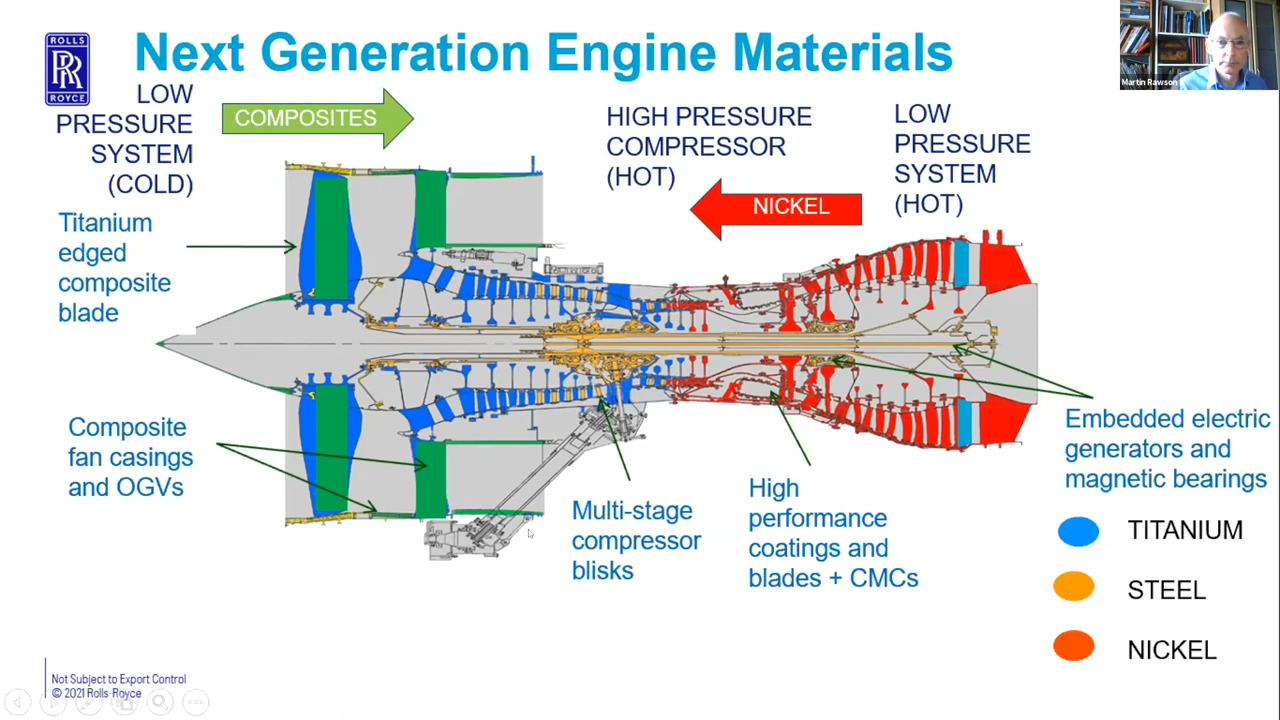 ROLLS
RR
ROYCE
Next Generation Engine Materials
Martin Rawson
LOW
PRESSURE
SYSTEM
(COLD)
COMPOSITES
HIGH PRESSURE
COMPRESSOR
(HOT)
LOW
PRESSURE
SYSTEM
(HOT)
NICKEL
Titanium
edged
composite
blade
Composite
fan casings
and OGVs
Multi-stage
compressor
blisks
High
performance
coatings and
blades + CMCs
Embedded electric
generators and
magnetic bearings
TITANIUM
STEEL
NICKEL
Not Subject to Export Control
© 2021 Rolls-Royce